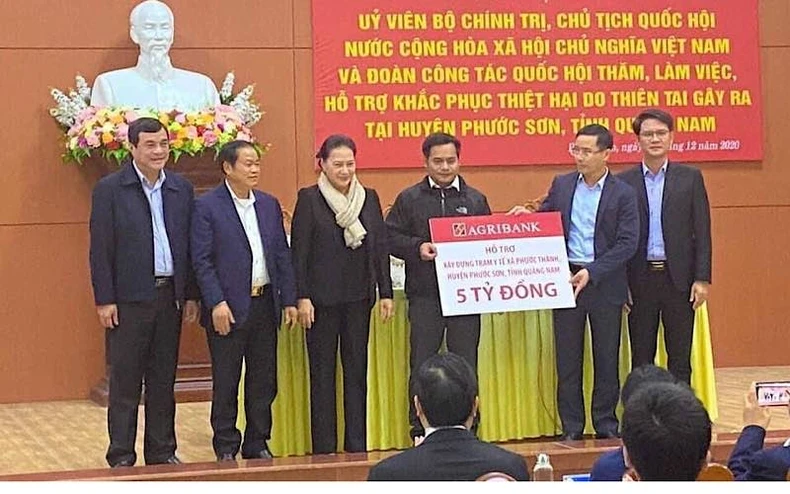 UỶ VIÊN BỘ CHÍNH TRỊ, CHỦ TỊCH QUỐC HỘI
NƯỚC CỘNG HÒA XÃ HỘI CHỦ NGHĨA VIỆT NAM
VÀ ĐOÀN CÔNG TÁC QUỐC HỘI THĂM, LÀM VIỆC,
HỖ TRỢ KHẮC PHỤC THIỆT HẠI DO THIÊN TAI GÂY RA
TẠI HUYỆN PHƯỚC SƠN, TỈNH QUẢNG NAM
12 năm 2020
AGRIBANK
HỖ TRỢ
XÂY DỰNG TRẠM Y TẾ XÃ PHƯỚC THÀNH,
HUYỆN PHƯỚC SƠN, TỈNH QUẢNG NAM
5 TỶ ĐỒNG